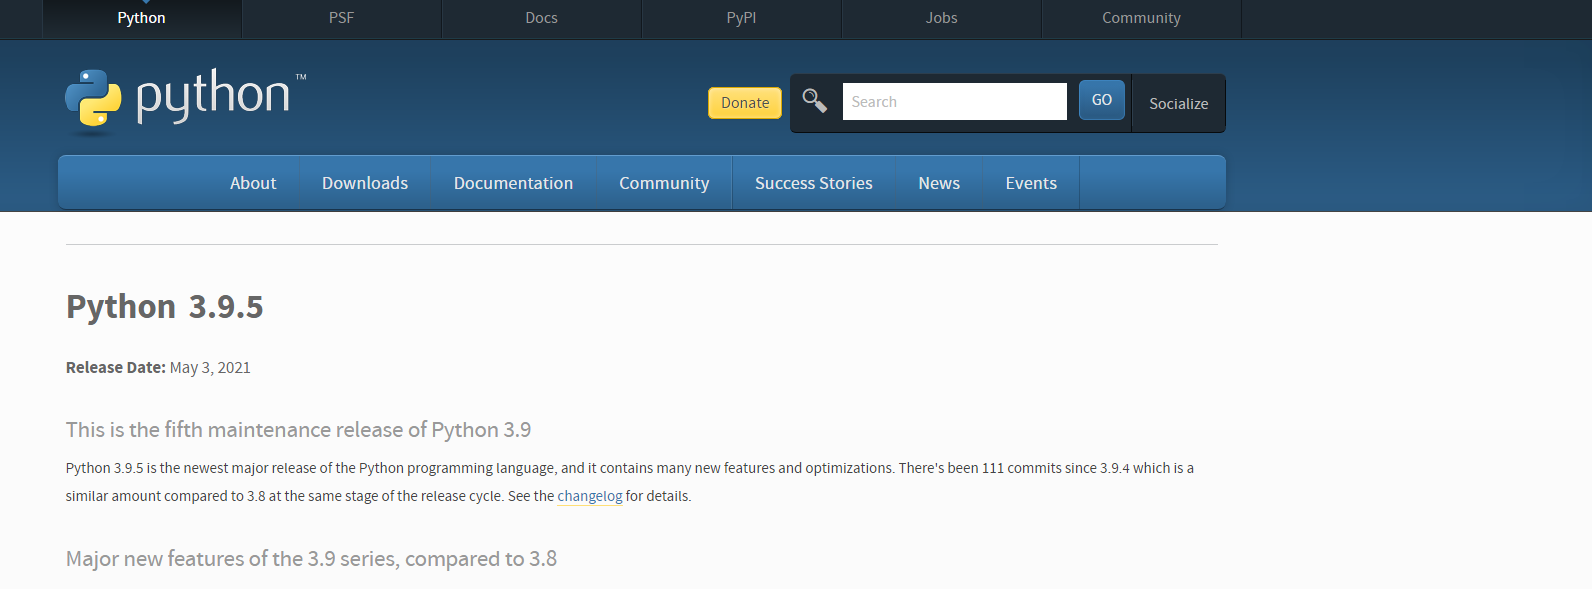 Python PSF Docs PyPI Jobs Community
python™
Donate Search GO Socialize
About Downloads Documentation Community Success Stories News Events
Python 3.9.5
Release Date: May 3, 2021
This is the fifth maintenance release of Python 3.9
Python 3.9.5 is the newest major release of the Python programming language, and it contains many new features and optimizations. There's been 111 commits since 3.9.4 which is a
similar amount compared to 3.8 at the same stage of the release cycle. See the changelog for details.
Major new features of the 3.9 series, compared to 3.8